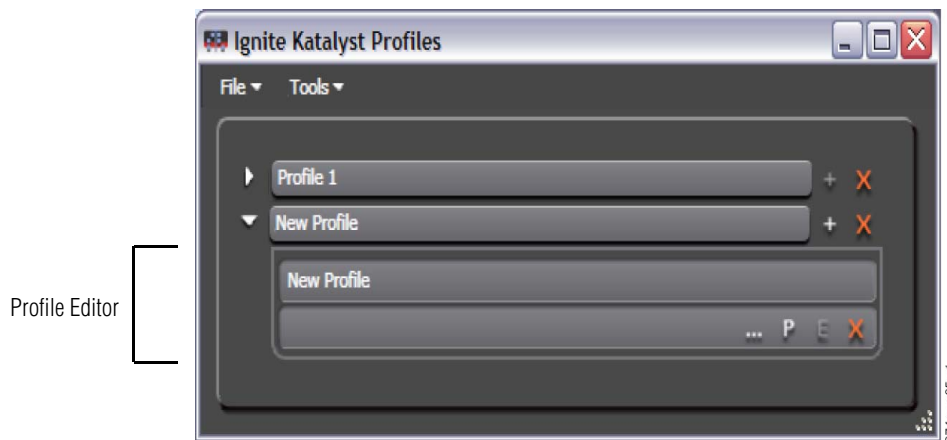 Ignite Katalyst Profiles
File Tools
Profile 1 + X
New Profile + X
Profile Editor
New Profile
... P E X